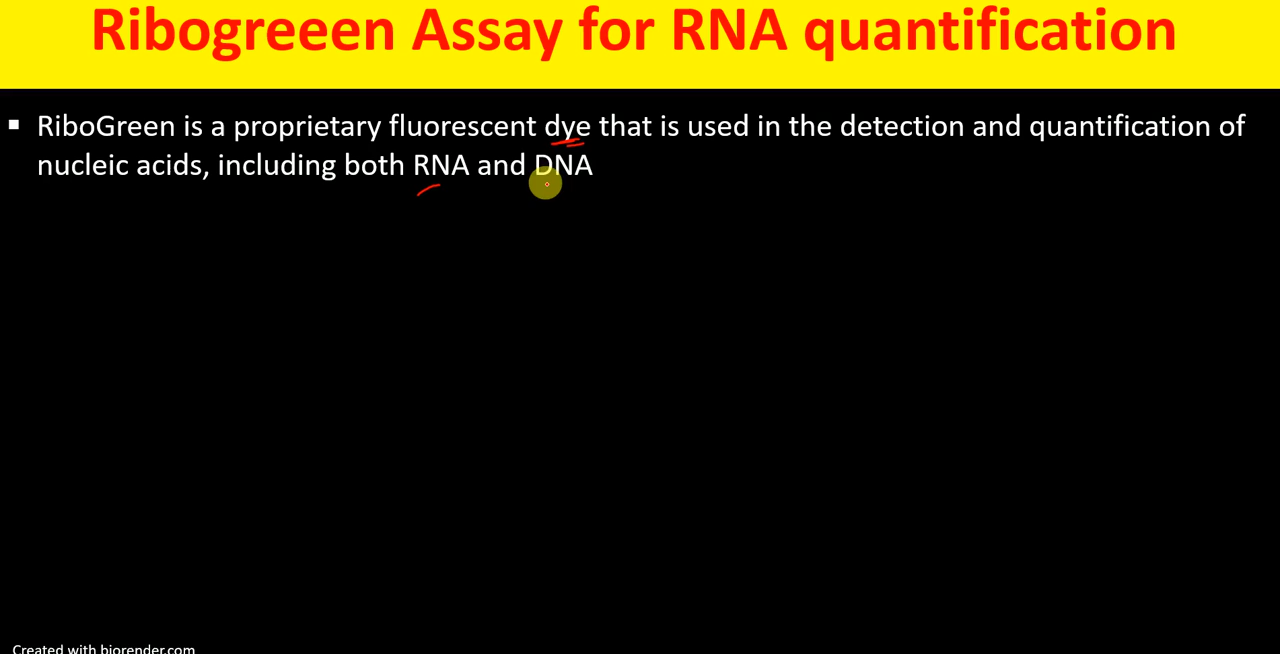 Ribogreeen Assay for RNA quantification
▪ RiboGreen is a proprietary fluorescent dye that is used in the detection and quantification of
nucleic acids, including both RNA and DNA
Created with biorender.com